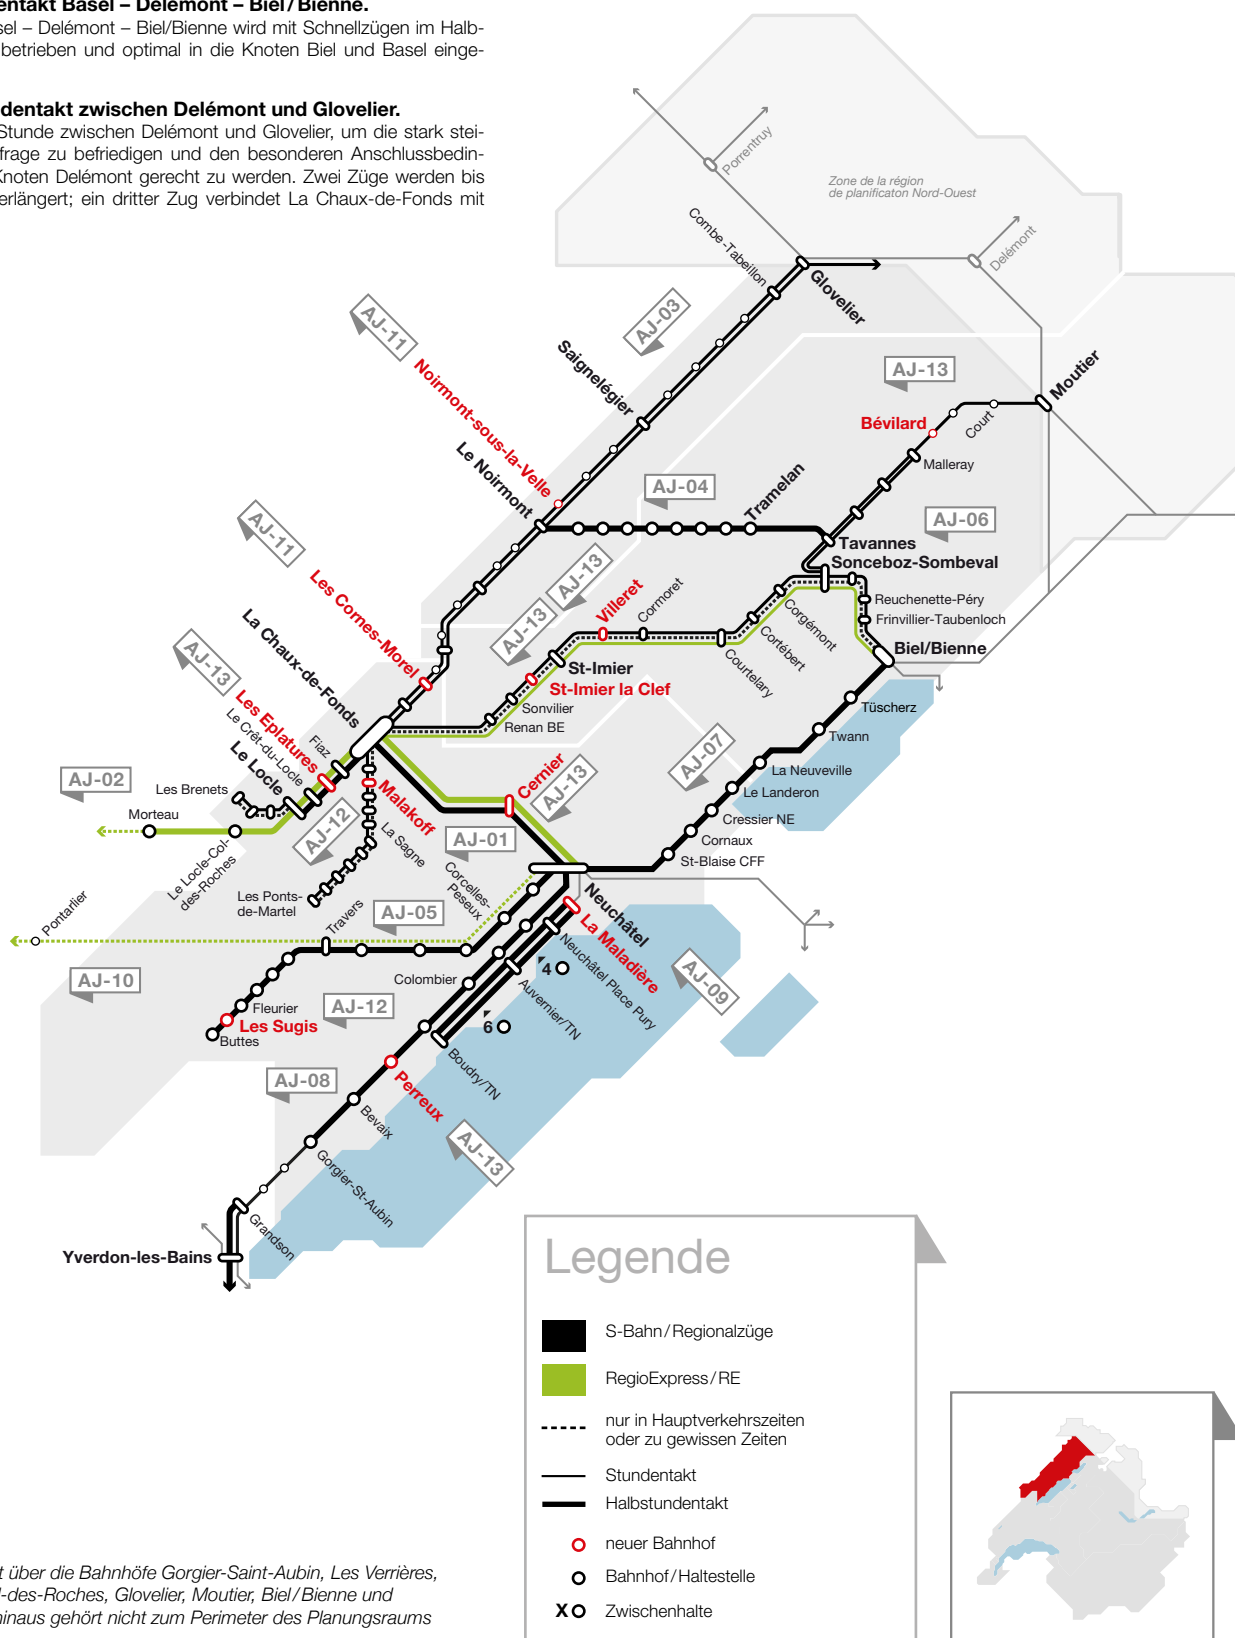 entakt Basel – Delémont – Biel/Bienne.
sel – Delémont – Biel/Bienne wird mit Schnellzügen im Halb-
betrieben und optimal in die Knoten Biel und Basel einge-
dentakt zwischen Delémont und Glovelier.
Stunde zwischen Delémont und Glovelier, um die stark stei-
frage zu befriedigen und den besonderen Anschlussbedin-
Knoten Delémont gerecht zu werden. Zwei Züge werden bis
erlängert; ein dritter Zug verbindet La Chaux-de-Fonds mit
Porrentruy
Zone de la région
de planificaton Nord-Ouest
Combe-Tabeillon
Delémont
Glovelier
AJ-03
AJ-11
Saignelégier
Noirmont-sous-la-Velle
AJ-13
Moutier
Bévilard
Court
Malleray
Le Noirmont
AJ-04
Tramelan
AJ-06
AJ-11
Tavannes
Sonceboz-Sombeval
AJ-13
Les Cornes-Morel
Villeret
Cormoret
Corgémont
Cortébert
Courtelary
Reuchenette-Péry
Frinvillier-Taubenloch
Biel/Bienne
AJ-13
La Chaux-de-Fonds
AJ-13
St-Imier
St-Imier la Clef
Sonvilier
Renan BE
Les Eplatures
Le Crêt-du-Locle
Fiaz
Le Locle
Tüscherz
Twann
AJ-07
La Neuveville
Le Landeron
Cressier NE
Cornaux
St-Blaise CFF
AJ-02
Les Brenets
Morteau
Cernier
AJ-13
Malakoff
AJ-12
AJ-01
La Sagne
Le Locle-Col-
des-Roches
Les Ponts-
de-Martel
Corcelles-
Peseux
Travers
AJ-05
Pontarlier
Neuchâtel
La Maladière
Neuchâtel Place Pury
AJ-09
AJ-10
Colombier
4
Auvernier/TN
Fleurier
AJ-12
Les Sugis
Buttes
6
Boudry/TN
AJ-08
Perreux
Bevaix
AJ-13
Gorgier-St-Aubin
Grandson
Yverdon-les-Bains
Legende
S-Bahn/Regionalzüge
RegioExpress/RE
nur in Hauptverkehrszeiten
oder zu gewissen Zeiten
Stundentakt
Halbstundentakt
neuer Bahnhof
Bahnhof/Haltestelle
X Zwischenhalte
t über die Bahnhöfe Gorgier-Saint-Aubin, Les Verrières,
l-des-Roches, Glovelier, Moutier, Biel/Bienne und
hinaus gehört nicht zum Perimeter des Planungsraums